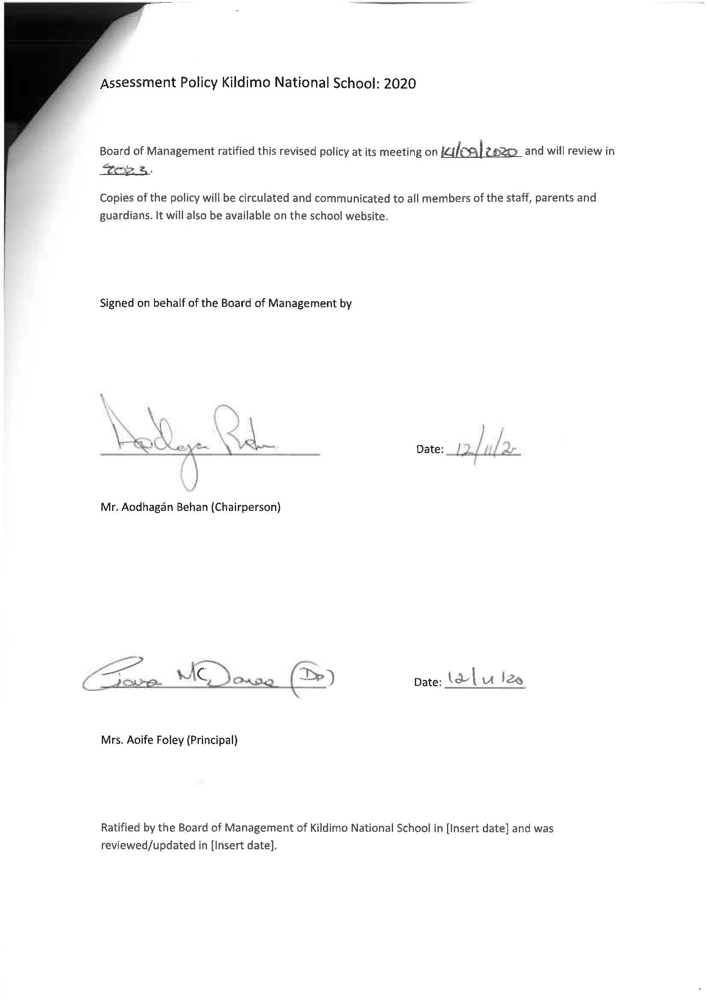 Assessment Policy Kildimo National School: 2020
Board of Management ratified this revised policy at its meeting on 14/09/2020 and will review in
2023.
Copies of the policy will be circulated and communicated to all members of the staff, parents and
guardians. It will also be available on the school website.
Signed on behalf of the Board of Management by
Date: 12/11/20
Mr. Aodhagán Behan (Chairperson)
(DP)
Date: 12/11/20
Mrs. Aoife Foley (Principal)
Ratified by the Board of Management of Kildimo National School in [Insert date] and was
reviewed/updated in [Insert date].